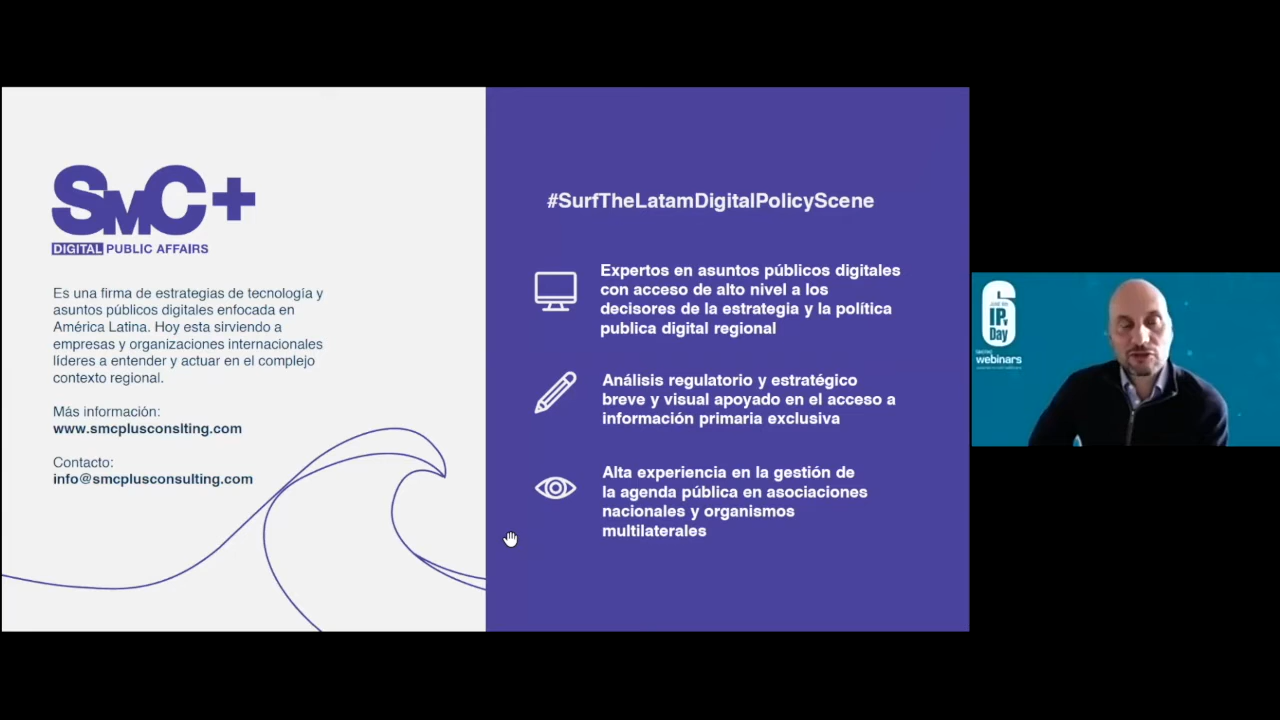 SMC+
DIGITAL PUBLIC AFFAIRS
Es una firma de estrategias de tecnología y
asuntos públicos digitales enfocada en
América Latina. Hoy esta sirviendo a
empresas y organizaciones internacionales
líderes a entender y actuar en el complejo
contexto regional.
Más información:
www.smcplusconslting.com
Contacto:
info@smcplusconsulting.com
#SurfTheLatamDigitalPolicyScene
Expertos en asuntos públicos digitales
con acceso de alto nivel a los
decisores de la estrategia y la política
publica digital regional
Análisis regulatorio y estratégico
breve y visual apoyado en el acceso a
información primaria exclusiva
Alta experiencia en la gestión de
la agenda pública en asociaciones
nacionales y organismos
multilaterales
6
IPv
Day
webinars